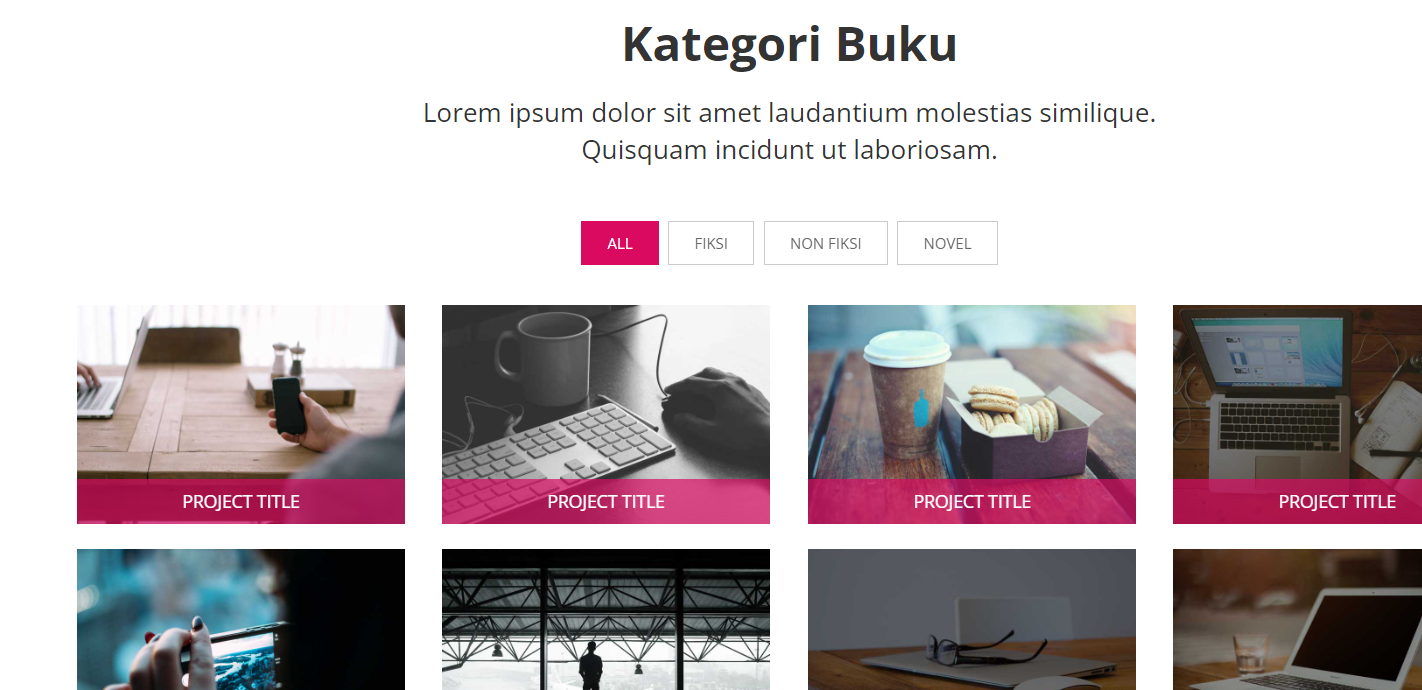 Kategori Buku
Lorem ipsum dolor sit amet laudantium molestias similique.
Quisquam incidunt ut laboriosam.
ALL
FIKSI
NON FIKSI
NOVEL
PROJECT TITLE
PROJECT TITLE
PROJECT TITLE
PROJECT TITLE